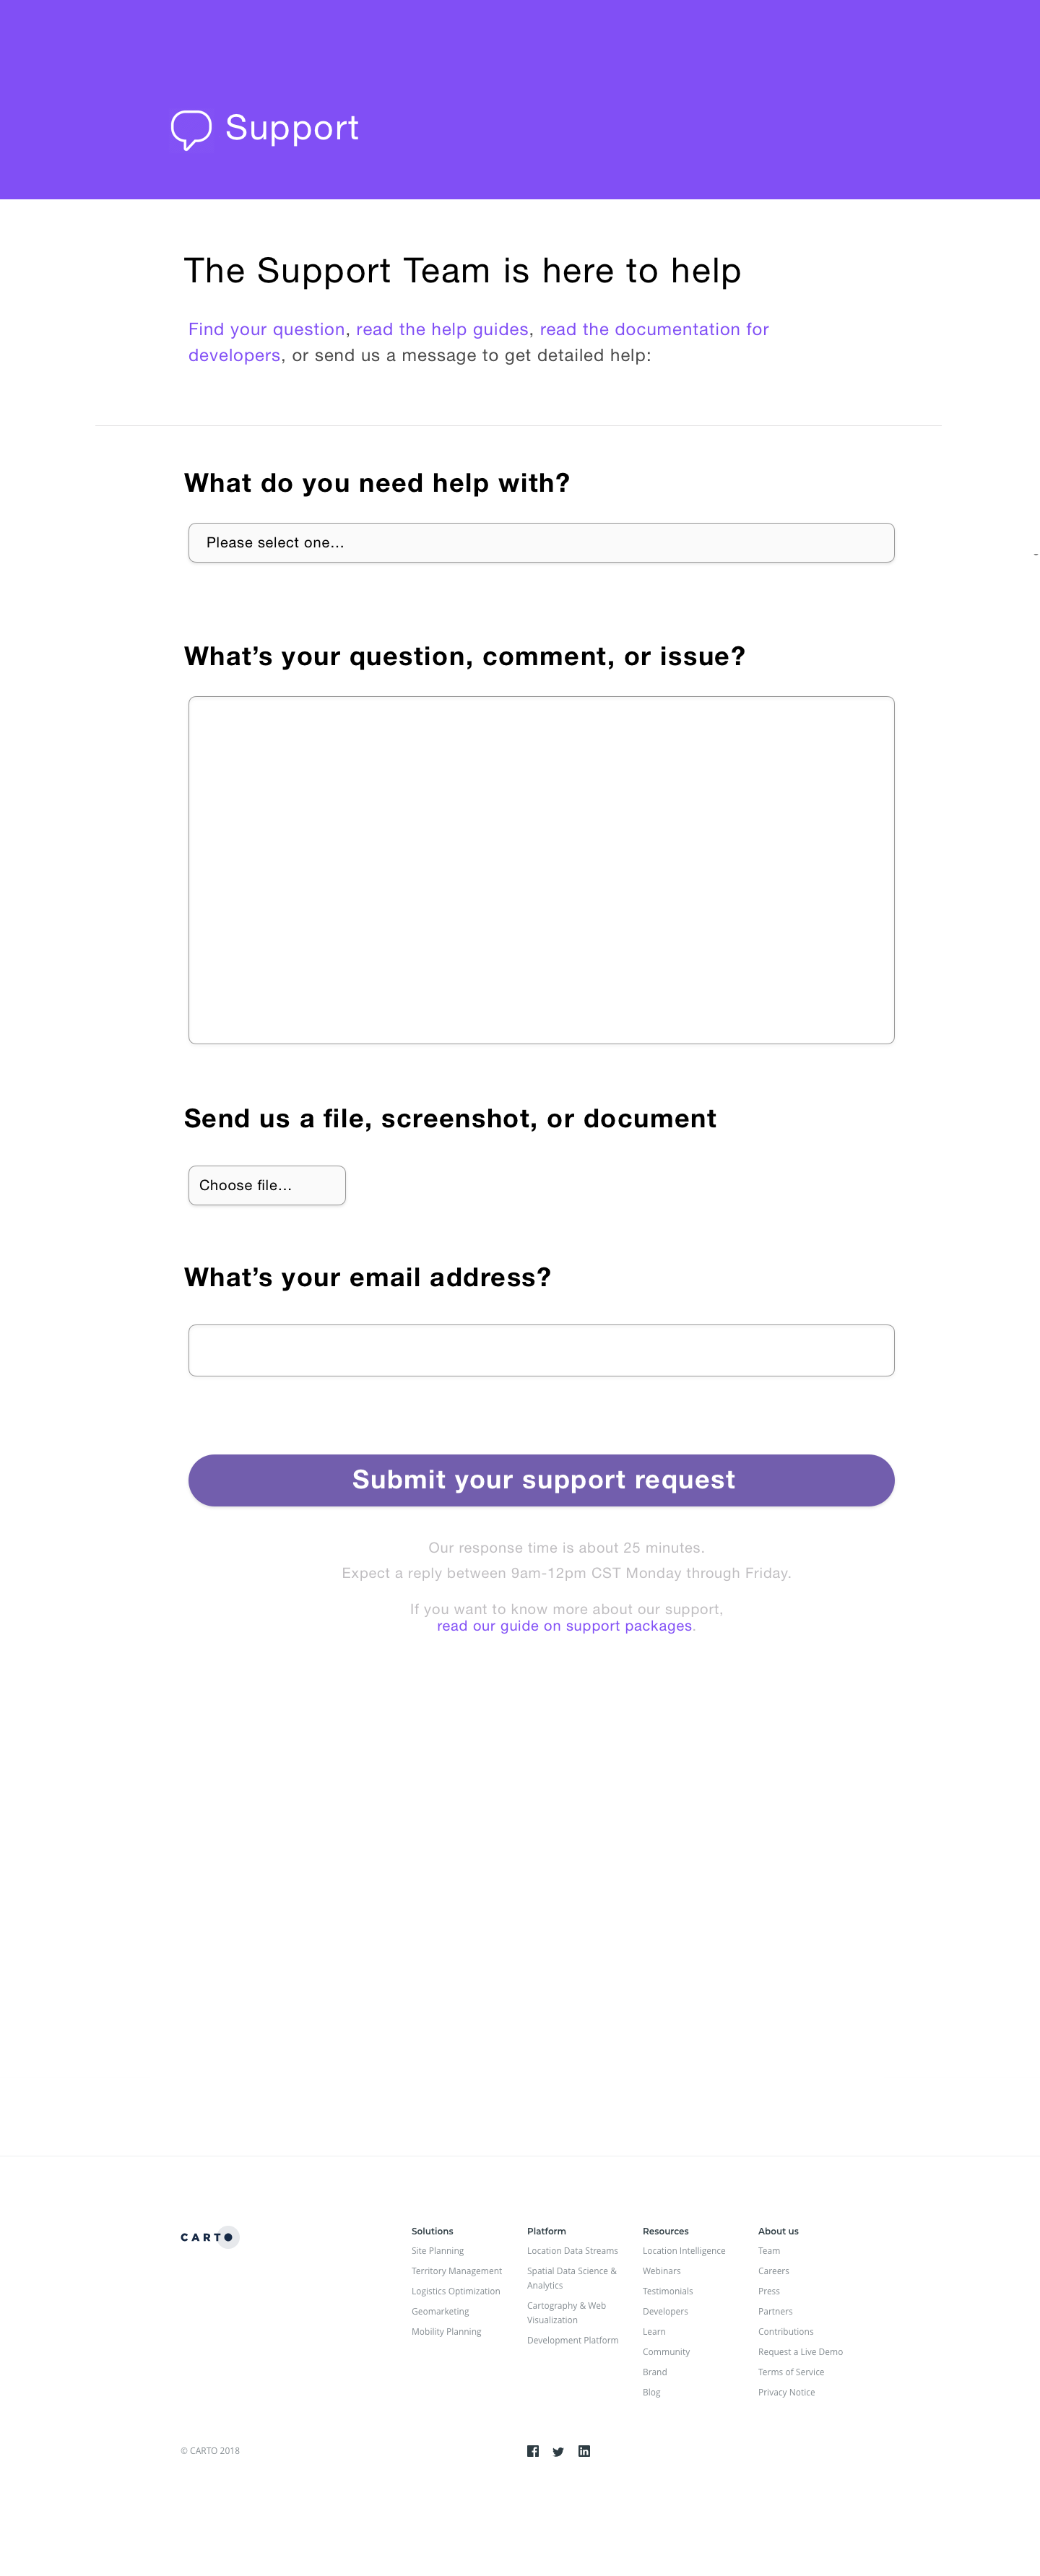 Support
The Support Team is here to help
Find your question, read the help guides, read the documentation for
developers, or send us a message to get detailed help:
What do you need help with?
Please select one...
What’s your question, comment, or issue?
Send us a file, screenshot, or document
Choose file...
What’s your email address?
Submit your support request
Our response time is about 25 minutes.
Expect a reply between 9am-12pm CST Monday through Friday.
If you want to know more about our support,
read our guide on support packages.
CARTO
Solutions
Site Planning
Territory Management
Logistics Optimization
Geomarketing
Mobility Planning
Platform
Location Data Streams
Spatial Data Science &
Analytics
Cartography & Web
Visualization
Development Platform
Resources
Location Intelligence
Webinars
Testimonials
Developers
Learn
Community
Brand
Blog
About us
Team
Careers
Press
Partners
Contributions
Request a Live Demo
Terms of Service
Privacy Notice
© CARTO 2018